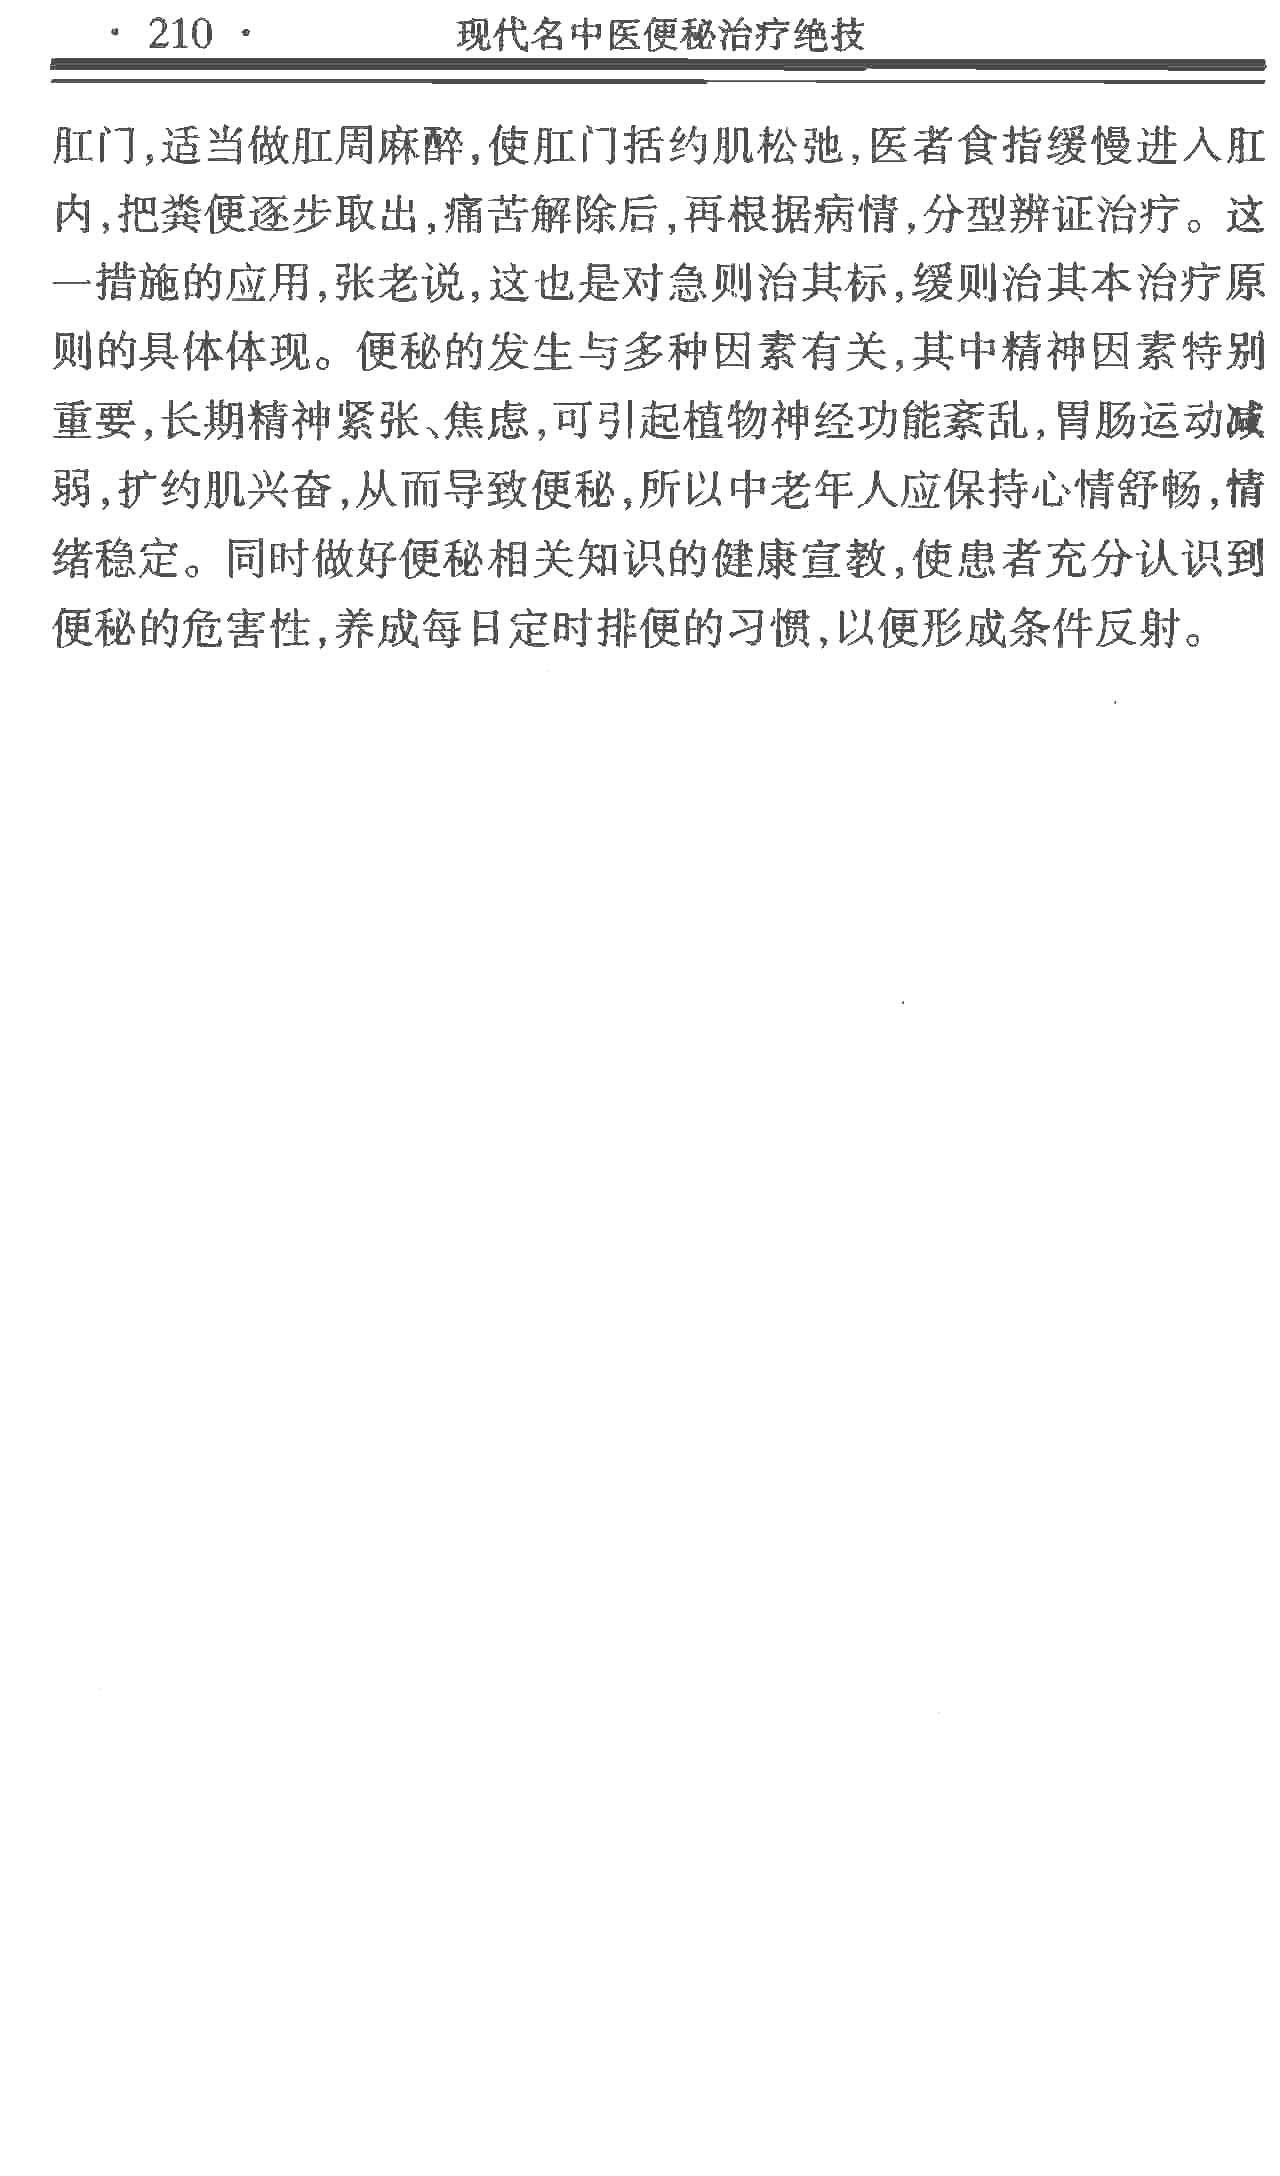 · 210 · 现代名中医便秘治疗绝技
肛门,适当做肛周麻醉,使肛门括约肌松弛,医者食指缓慢进入肛
内,把粪便逐步取出,痛苦解除后,再根据病情,分型辨证治疗。这
一措施的应用,张老说,这也是对急则治其标,缓则治其本治疗原
则的具体体现。便秘的发生与多种因素有关,其中精神因素特别
重要,长期精神紧张、焦虑,可引起植物神经功能紊乱,胃肠运动减
弱,扩约肌兴奋,从而导致便秘,所以中老年人应保持心情舒畅,情
绪稳定。同时做好便秘相关知识的健康宣教,使患者充分认识到
便秘的危害性,养成每日定时排便的习惯,以便形成条件反射。